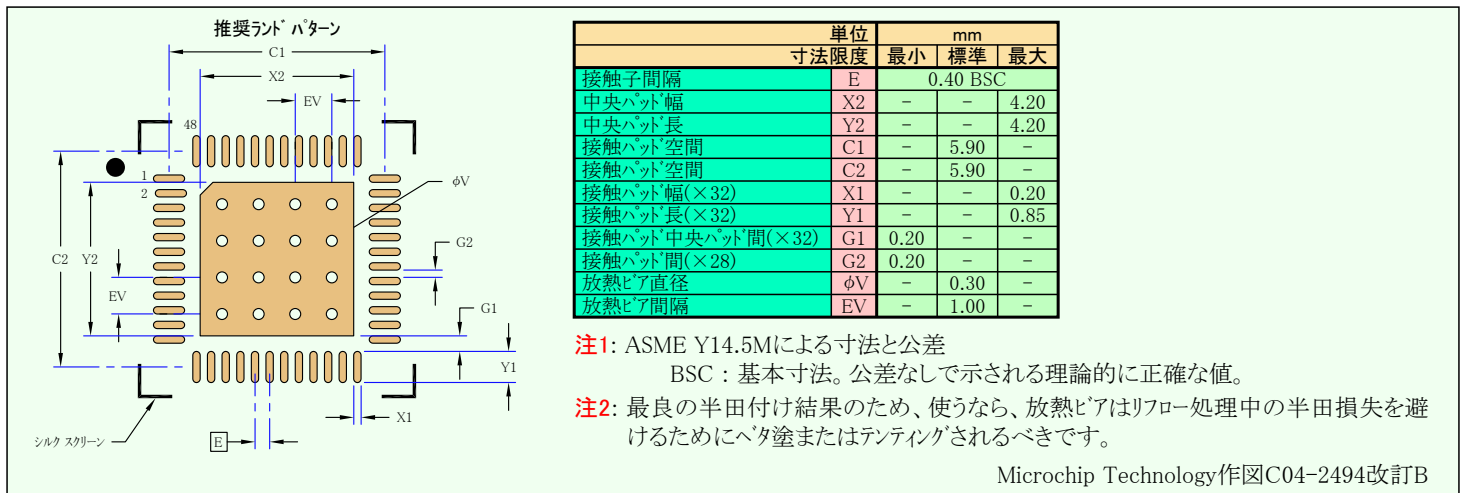 推奨ランドパターン
C1
X2
EV
48
1
2
φV
C2
Y2
G2
EV
G1
Y1
X1
E
シルク スクリーン
単位 mm
寸法限度 最小 標準 最大
接触子間隔 E 0.40 BSC
中央パッド幅 X2 - - 4.20
中央パッド長 Y2 - - 4.20
接触パッド空間 C1 - 5.90 -
接触パッド空間 C2 - 5.90 -
接触パッド幅(×32) X1 - - 0.20
接触パッド長(×32) Y1 - - 0.85
接触パッド中央パッド間(×32) G1 0.20 - -
接触パッド間(×28) G2 0.20 - -
放熱ビア直径 φV - 0.30 -
放熱ビア間隔 EV - 1.00 -
注1: ASME Y14.5Mによる寸法と公差
BSC : 基本寸法。公差なしで示される理論的に正確な値。
注2: 最良の半田付け結果のため、使うなら、放熱ビアはリフロー処理中の半田損失を避
けるためにベタ塗またはテンティングされるべきです。
Microchip Technology作図C04-2494改訂B